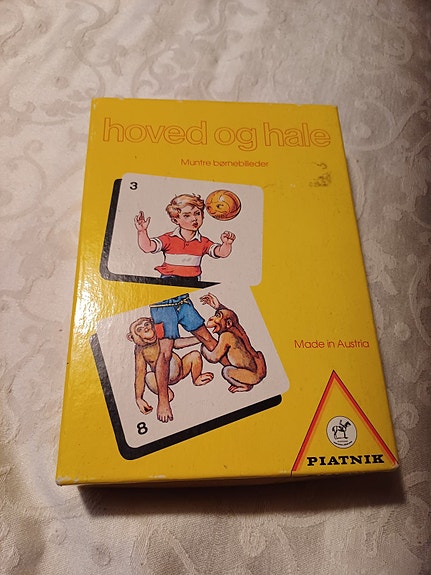 hoved og hale
Muntre børnebilleder
3
8
Made in Austria
PIATNIK